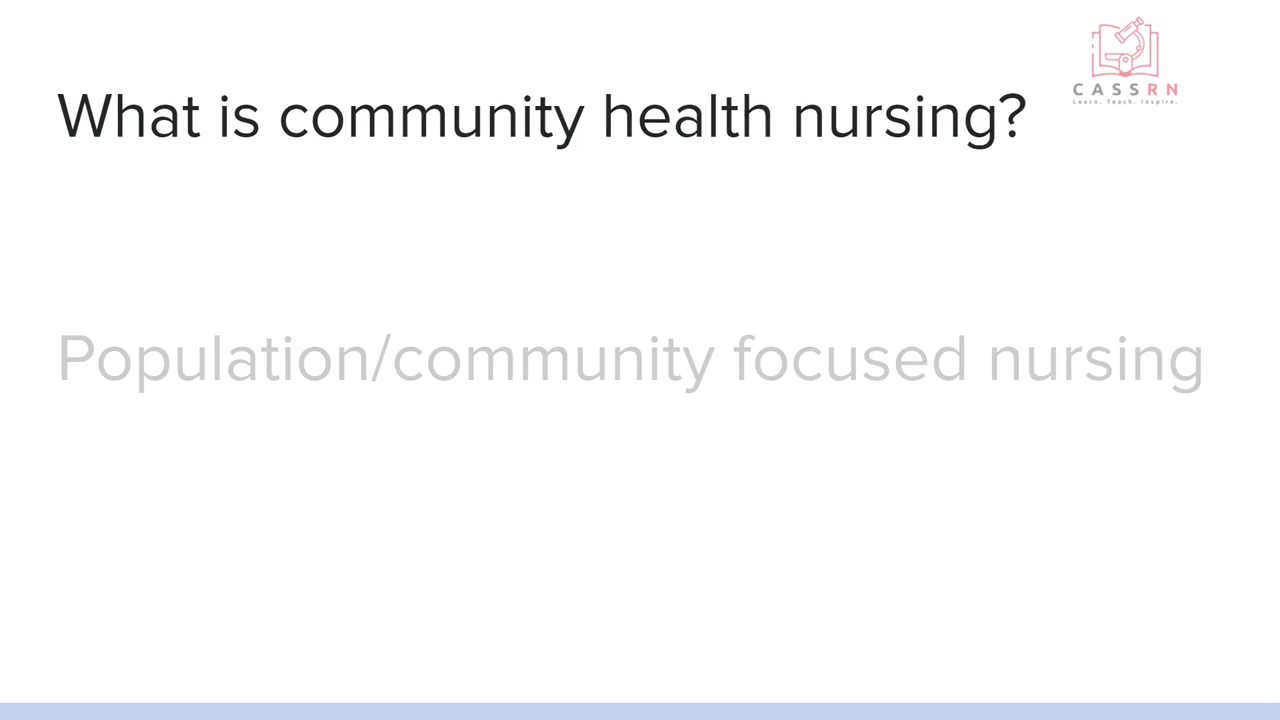 What is community health nursing?
CASSRN
Learn. Teach. Inspire.
Population/community focused nursing